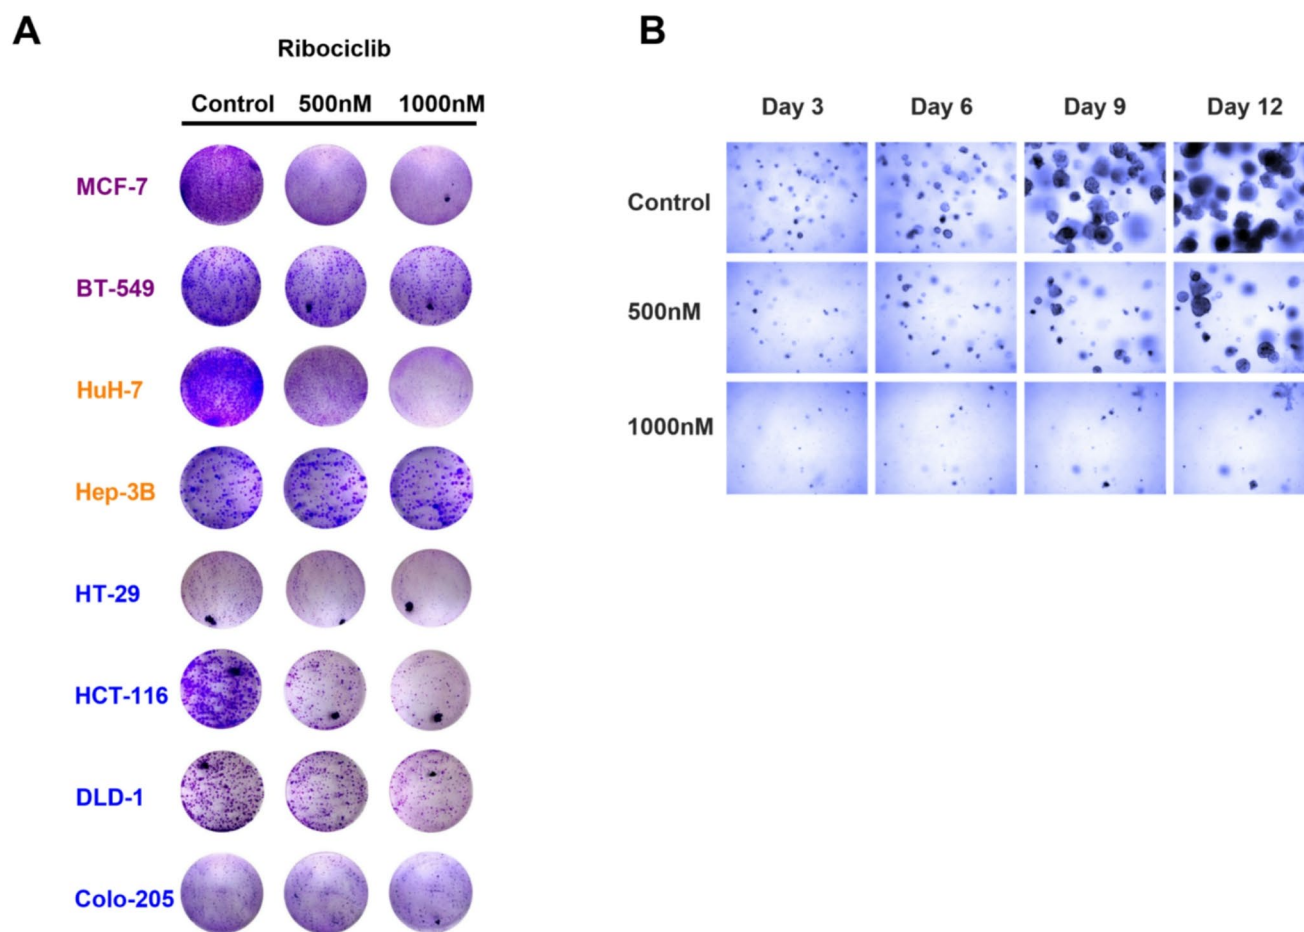 A
Ribociclib
Control 500nM 1000nM
MCF-7
BT-549
HuH-7
Hep-3B
HT-29
HCT-116
DLD-1
Colo-205
B
Day 3 Day 6 Day 9 Day 12
Control
500nM
1000nM